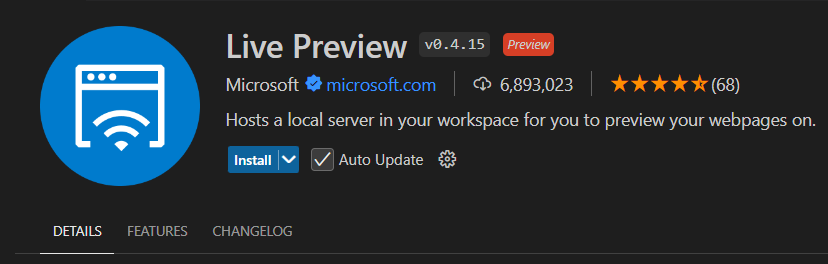 Live Preview v0.4.15 Preview
Microsoft microsoft.com 6,893,023 (68)
Hosts a local server in your workspace for you to preview your webpages on.
Install Auto Update
DETAILS FEATURES CHANGELOG